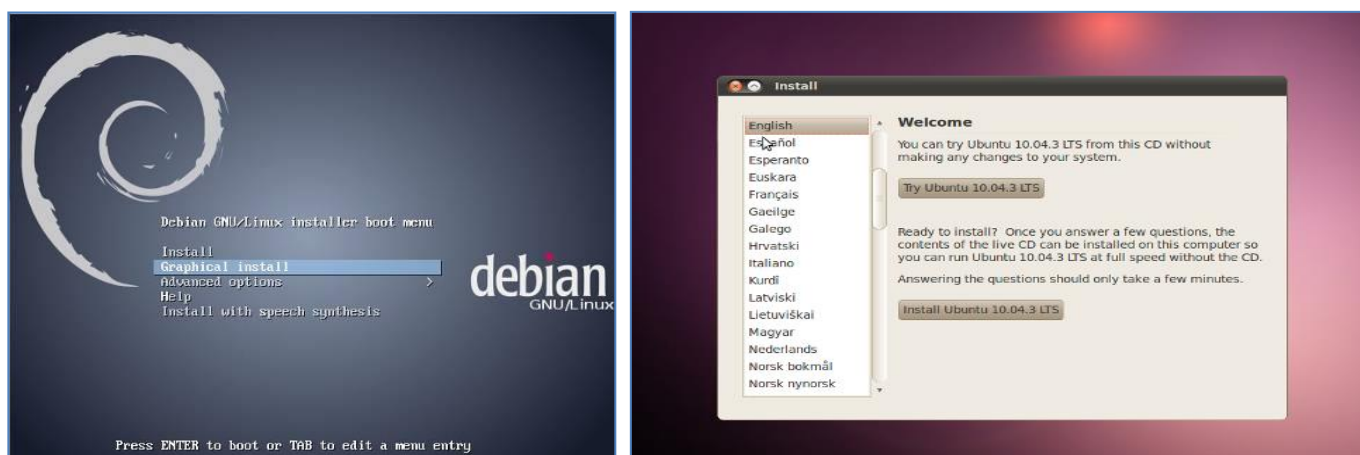 Debian GNU/Linux installer boot menu
Install
Graphical install
Advanced options >
Help
Install with speech synthesis
debian
GNU/Linux
Press ENTER to boot or TAB to edit a menu entry
Install
English
Español
Esperanto
Euskara
Français
Gaeilge
Galego
Hrvatski
Italiano
Kurdî
Latviski
Lietuviškai
Magyar
Nederlands
Norsk bokmål
Norsk nynorsk
Welcome
You can try Ubuntu 10.04.3 LTS from this CD without
making any changes to your system.
Try Ubuntu 10.04.3 LTS
Ready to install? Once you answer a few questions, the
contents of the live CD can be installed on this computer so
you can run Ubuntu 10.04.3 LTS at full speed without the CD.
Answering the questions should only take a few minutes.
Install Ubuntu 10.04.3 LTS